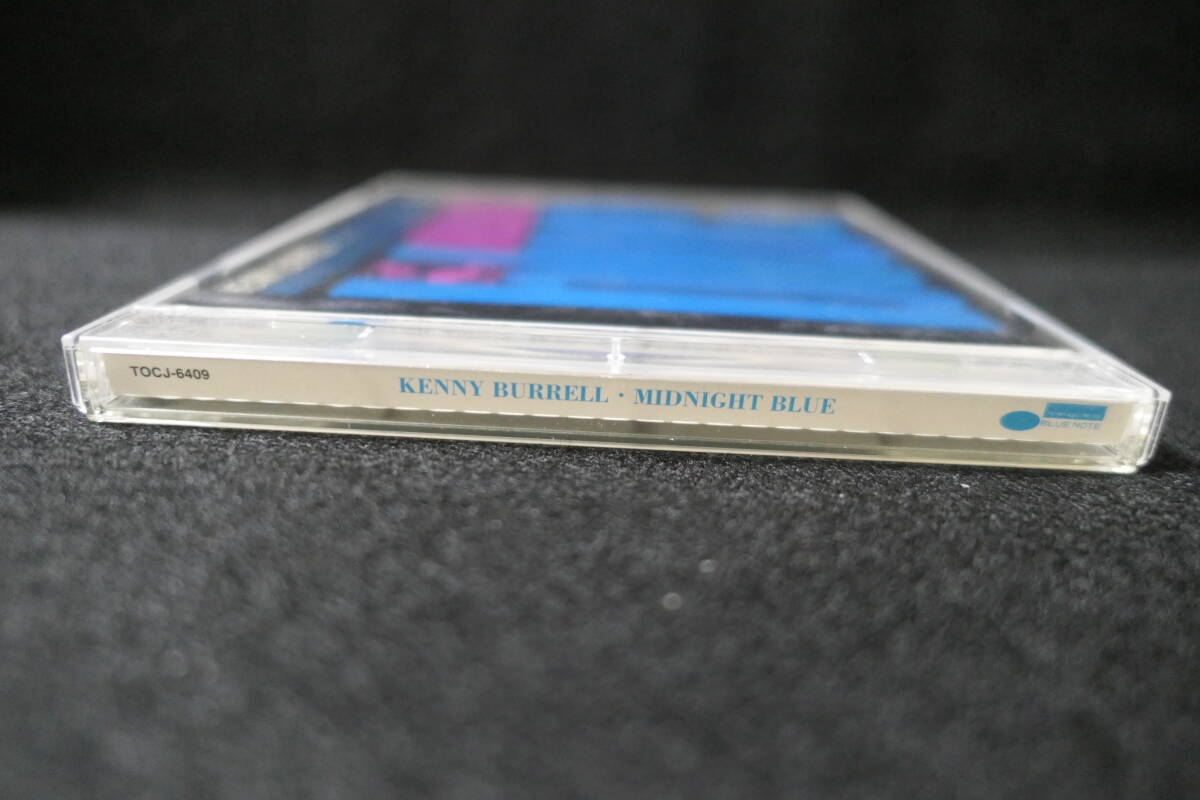 TOCJ-6409
KENNY BURRELL · MIDNIGHT BLUE
BLUE NOTE